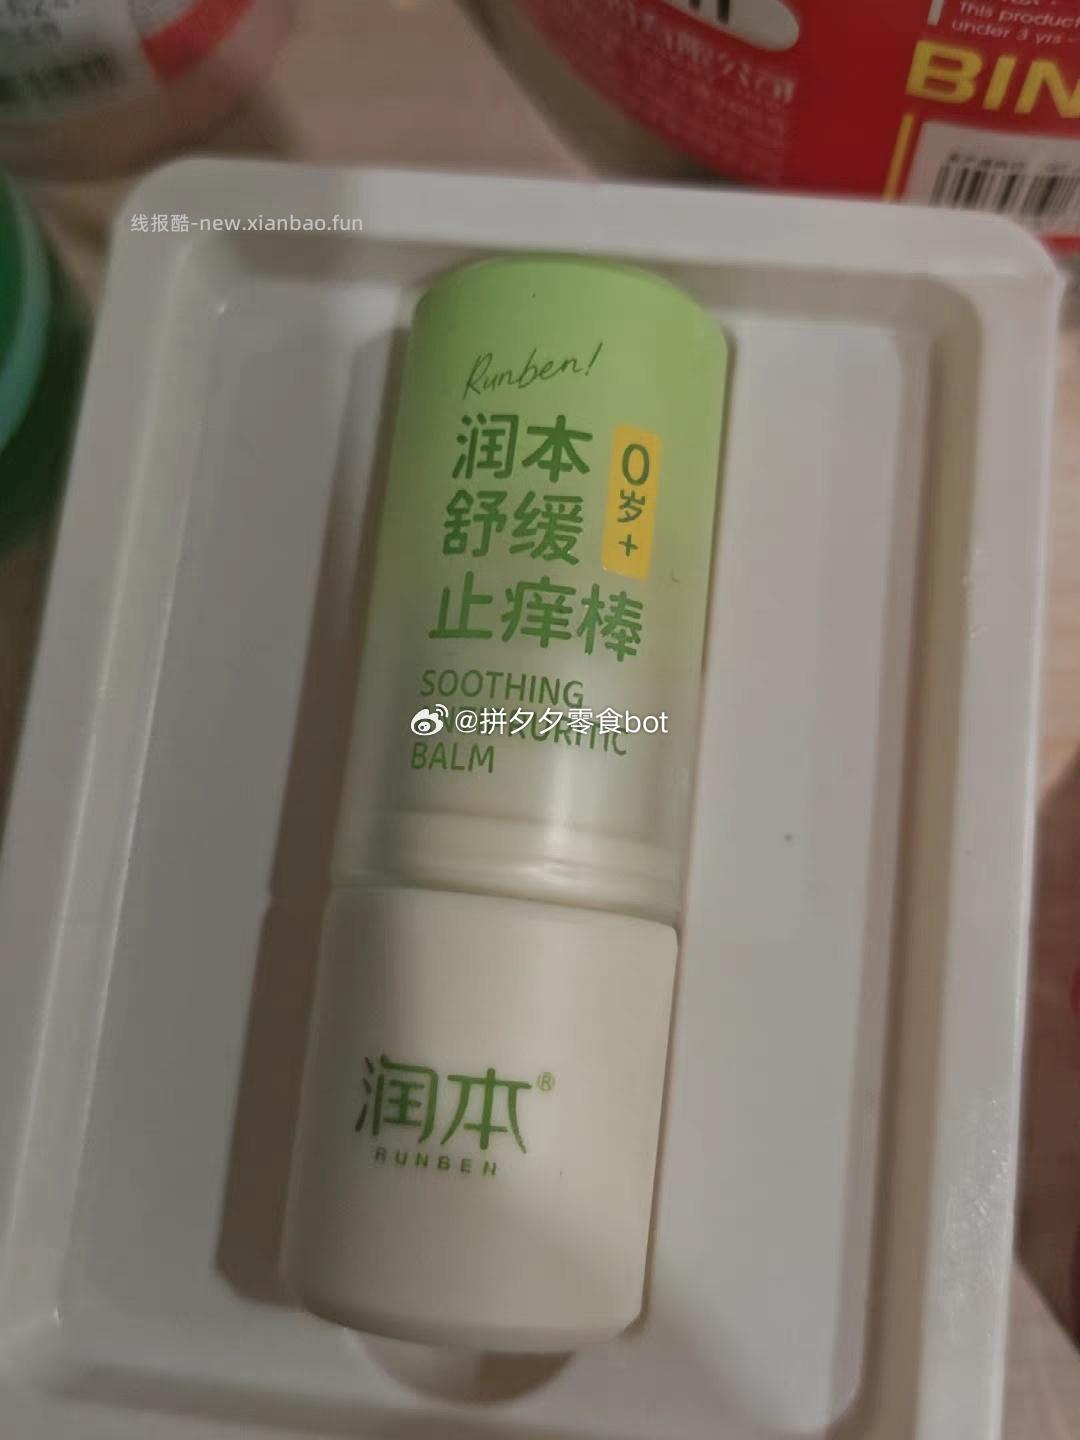 This product
under 3 yrs -
BIN
线报酷-new.xianbao.fun
Runben!
润本
舒缓
止痒棒
0岁+
SOOTHING
@拼夕夕零食bot
BALM
润本®
RUNBEN